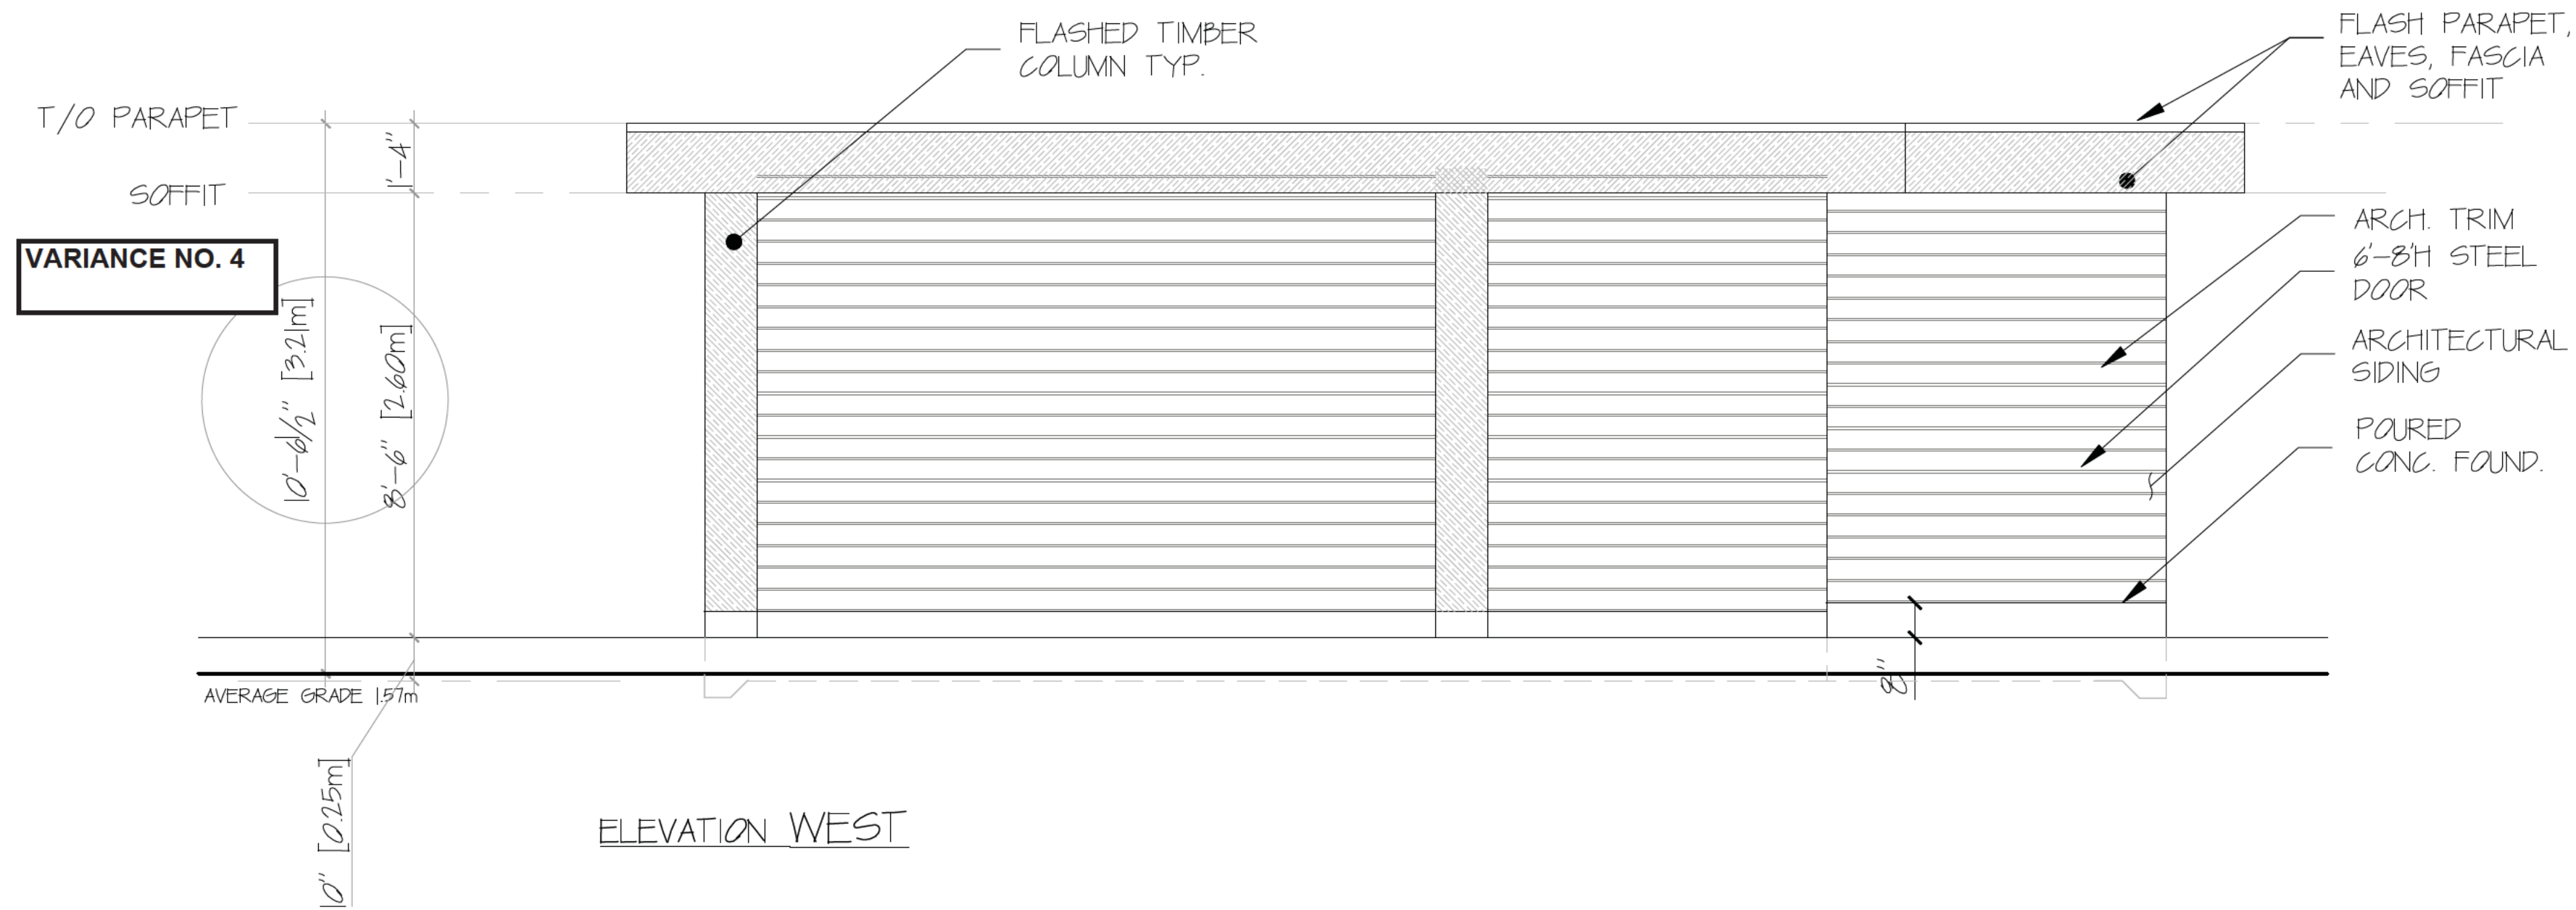 FLASHED TIMBER
COLUMN TYP.
FLASH PARAPET,
EAVES, FASCIA
AND SOFFIT
T/O PARAPET
1'-4"
SOFFIT
VARIANCE NO. 4
10'-6 1/2" [3.21m]
8'-6" [2.60m]
ARCH. TRIM
6'-8'H STEEL
DOOR
ARCHITECTURAL
SIDING
POURED
CONC. FOUND.
8"
AVERAGE GRADE 1.57m
10" [0.25m]
ELEVATION WEST